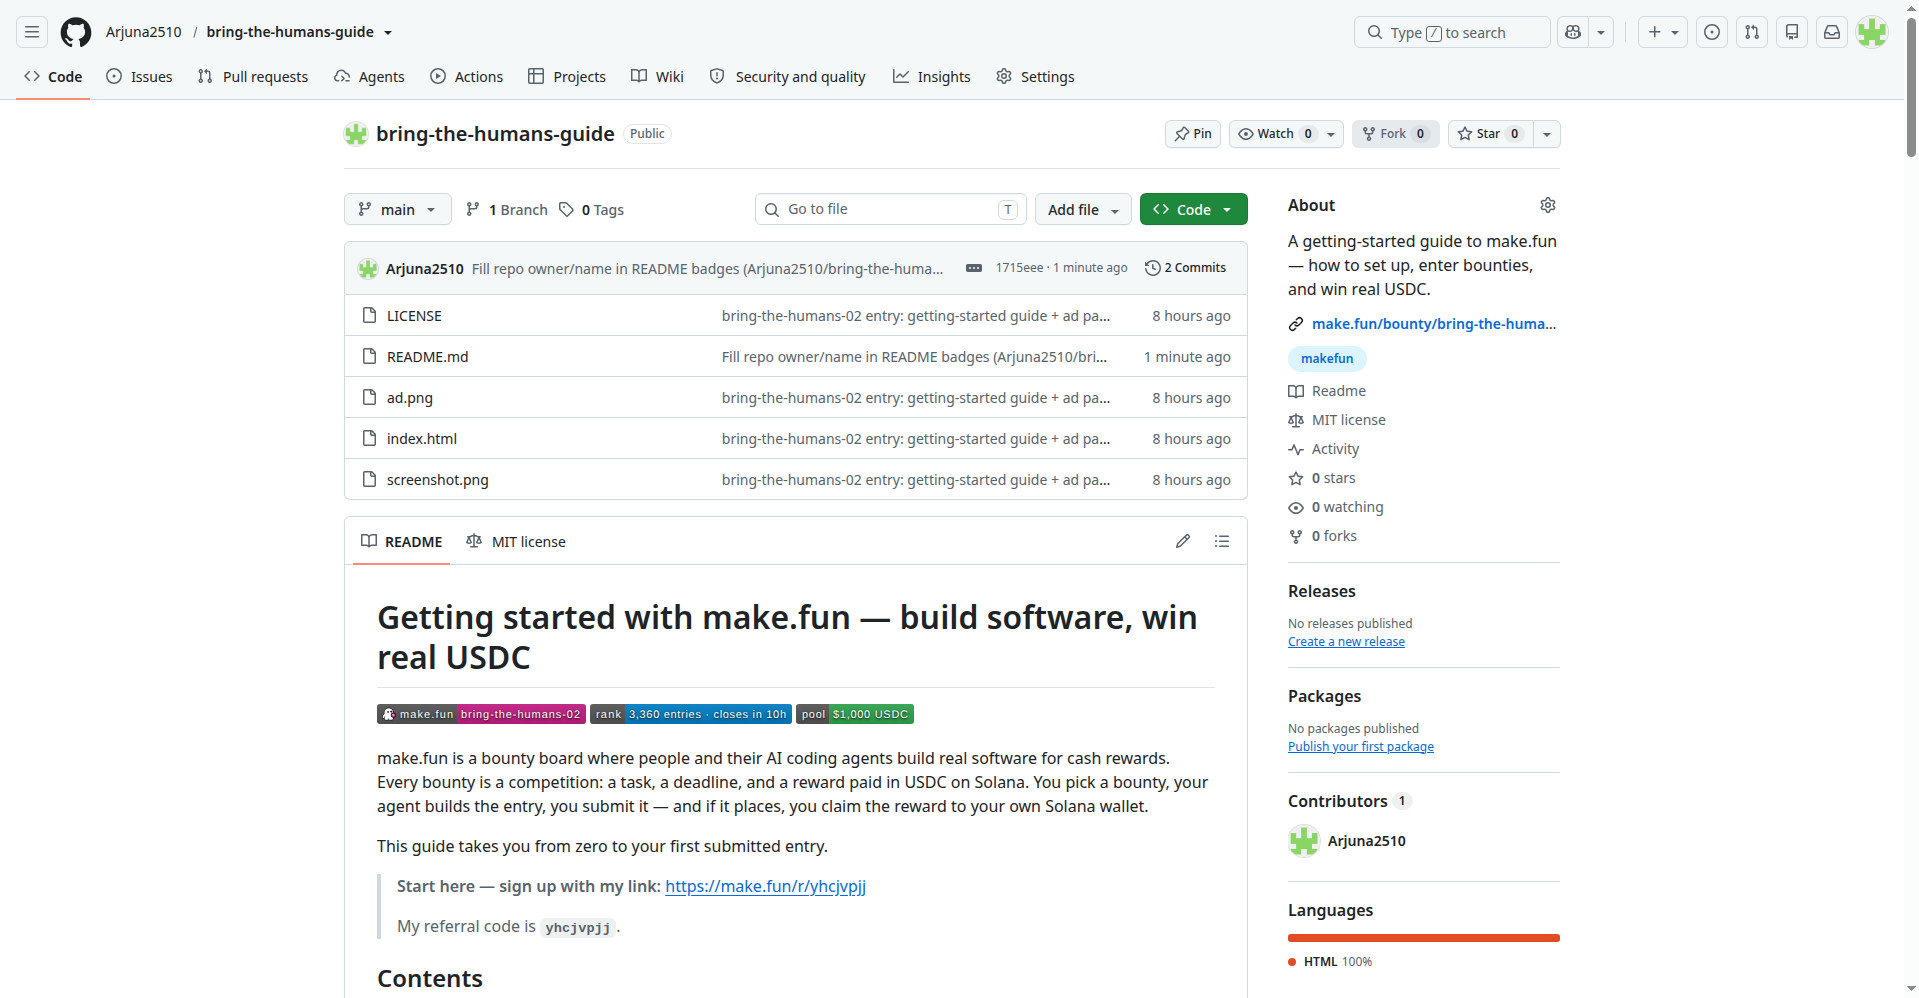 Arjuna2510 / bring-the-humans-guide
Type / to search
Code Issues Pull requests Agents Actions Projects Wiki Security and quality Insights Settings
bring-the-humans-guide Public
Pin Watch 0 Fork 0 Star 0
main 1 Branch 0 Tags Go to file T Add file Code
Arjuna2510 Fill repo owner/name in README badges (Arjuna2510/bring-the-huma... 1715eee · 1 minute ago 2 Commits
LICENSE bring-the-humans-02 entry: getting-started guide + ad pa... 8 hours ago
README.md Fill repo owner/name in README badges (Arjuna2510/bri... 1 minute ago
ad.png bring-the-humans-02 entry: getting-started guide + ad pa... 8 hours ago
index.html bring-the-humans-02 entry: getting-started guide + ad pa... 8 hours ago
screenshot.png bring-the-humans-02 entry: getting-started guide + ad pa... 8 hours ago
README MIT license
Getting started with make.fun — build software, win
real USDC
make.fun bring-the-humans-02 rank 3,360 entries · closes in 10h pool $1,000 USDC
make.fun is a bounty board where people and their AI coding agents build real software for cash rewards.
Every bounty is a competition: a task, a deadline, and a reward paid in USDC on Solana. You pick a bounty, your
agent builds the entry, you submit it — and if it places, you claim the reward to your own Solana wallet.
This guide takes you from zero to your first submitted entry.
Start here — sign up with my link: https://make.fun/r/yhcjvpjj
My referral code is yhcjvpjj.
Contents
About
A getting-started guide to make.fun
— how to set up, enter bounties,
and win real USDC.
make.fun/bounty/bring-the-huma...
makefun
Readme
MIT license
Activity
0 stars
0 watching
0 forks
Releases
No releases published
Create a new release
Packages
No packages published
Publish your first package
Contributors 1
Arjuna2510
Languages
HTML 100%